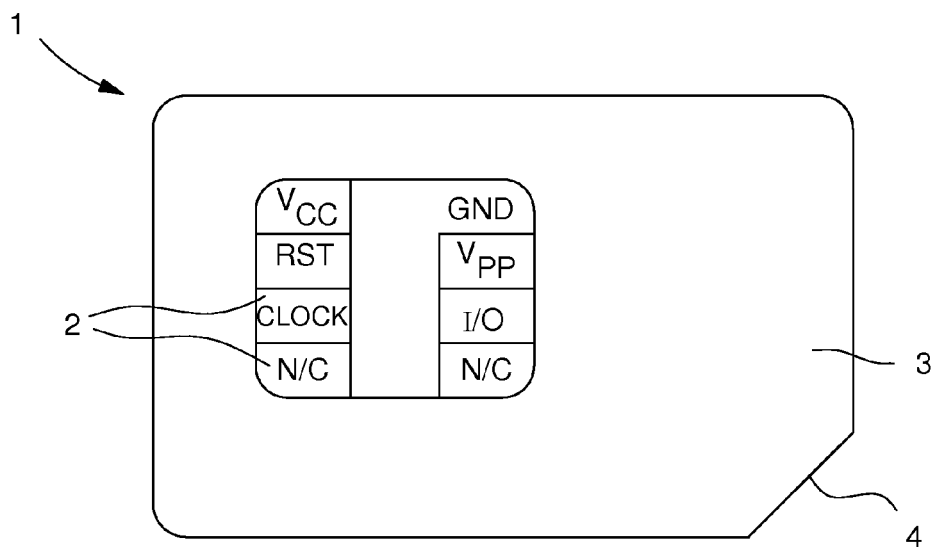 1
VCC GND
RST VPP
2 CLOCK I/O
N/C N/C
3
4